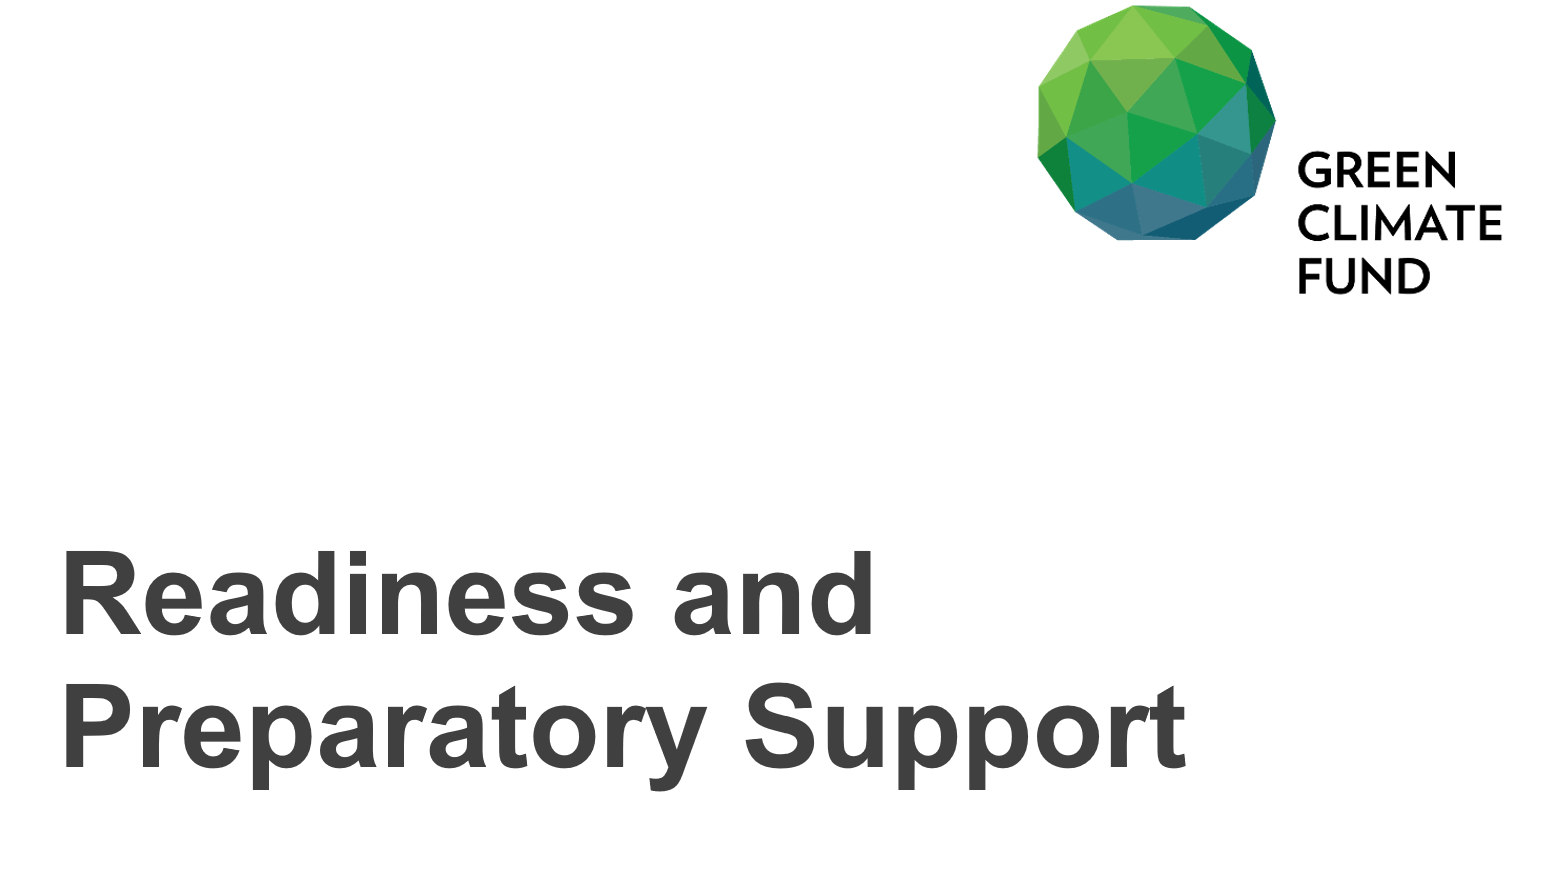 GREEN
CLIMATE
FUND
Readiness and
Preparatory Support